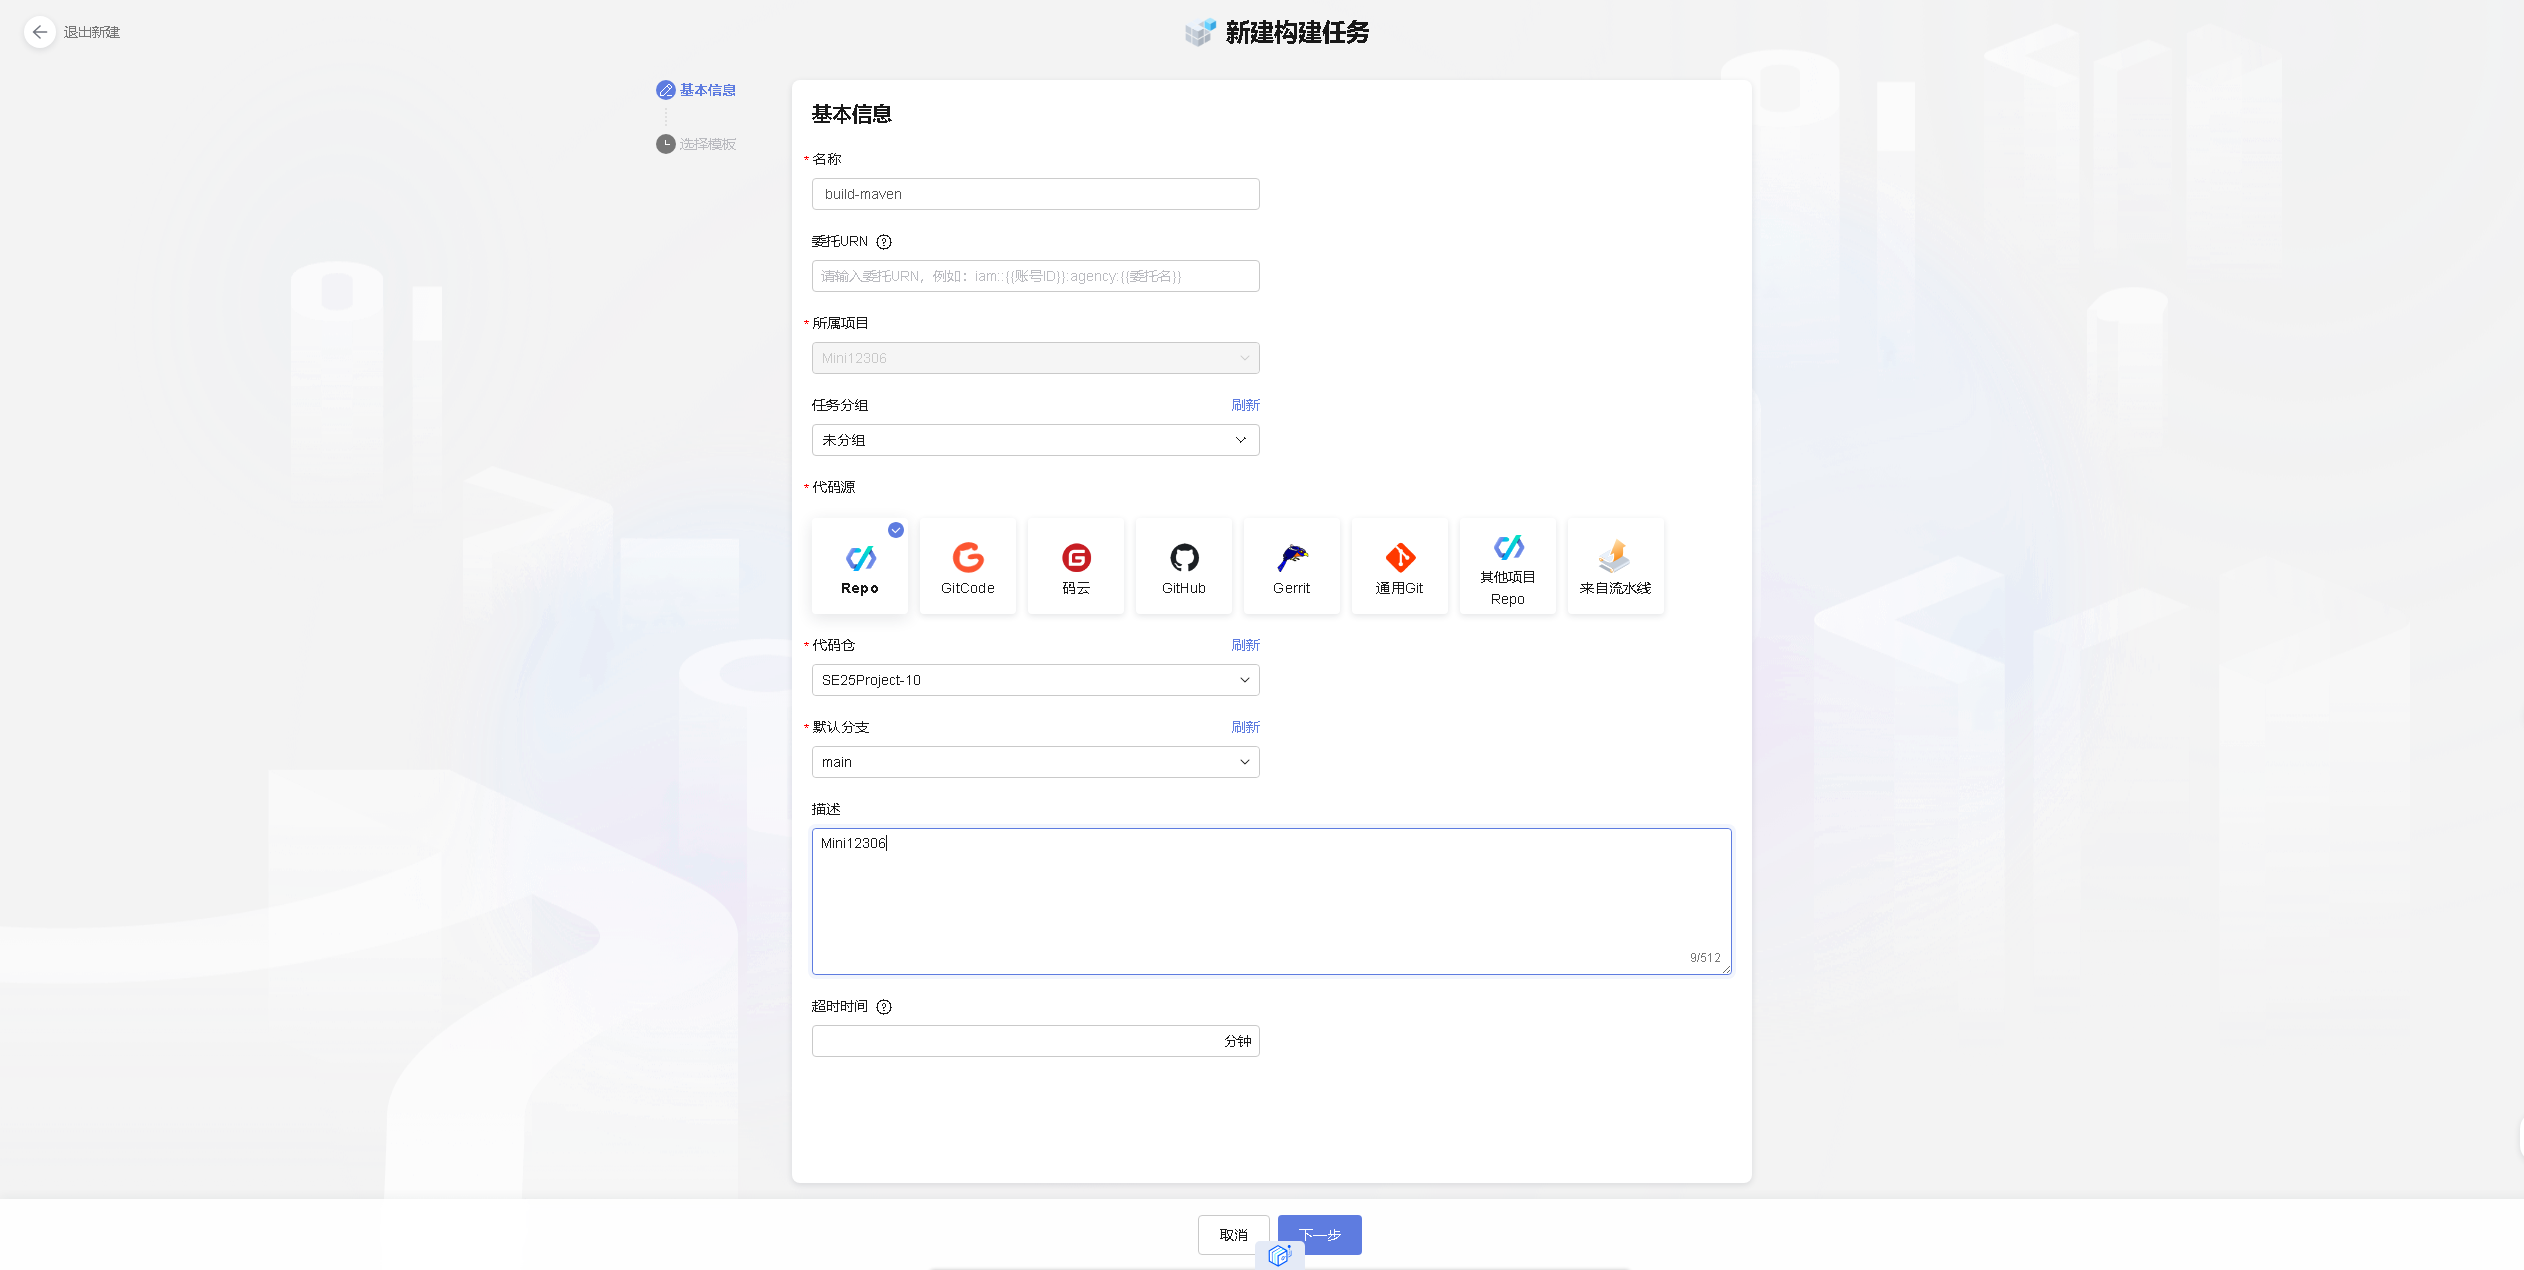 退出新建
新建构建任务
基本信息
选择模板
基本信息
* 名称
build-maven
委托URN
请输入委托URN，例如：iam::{{账号ID}}:agency:{{委托名}}
* 所属项目
Mini12306
任务分组 刷新
未分组
* 代码源
Repo
GitCode
码云
GitHub
Gerrit
通用Git
其他项目
Repo
来自流水线
* 代码仓 刷新
SE25Project-10
* 默认分支 刷新
main
描述
Mini12306
9/512
超时时间
分钟
取消 下一步